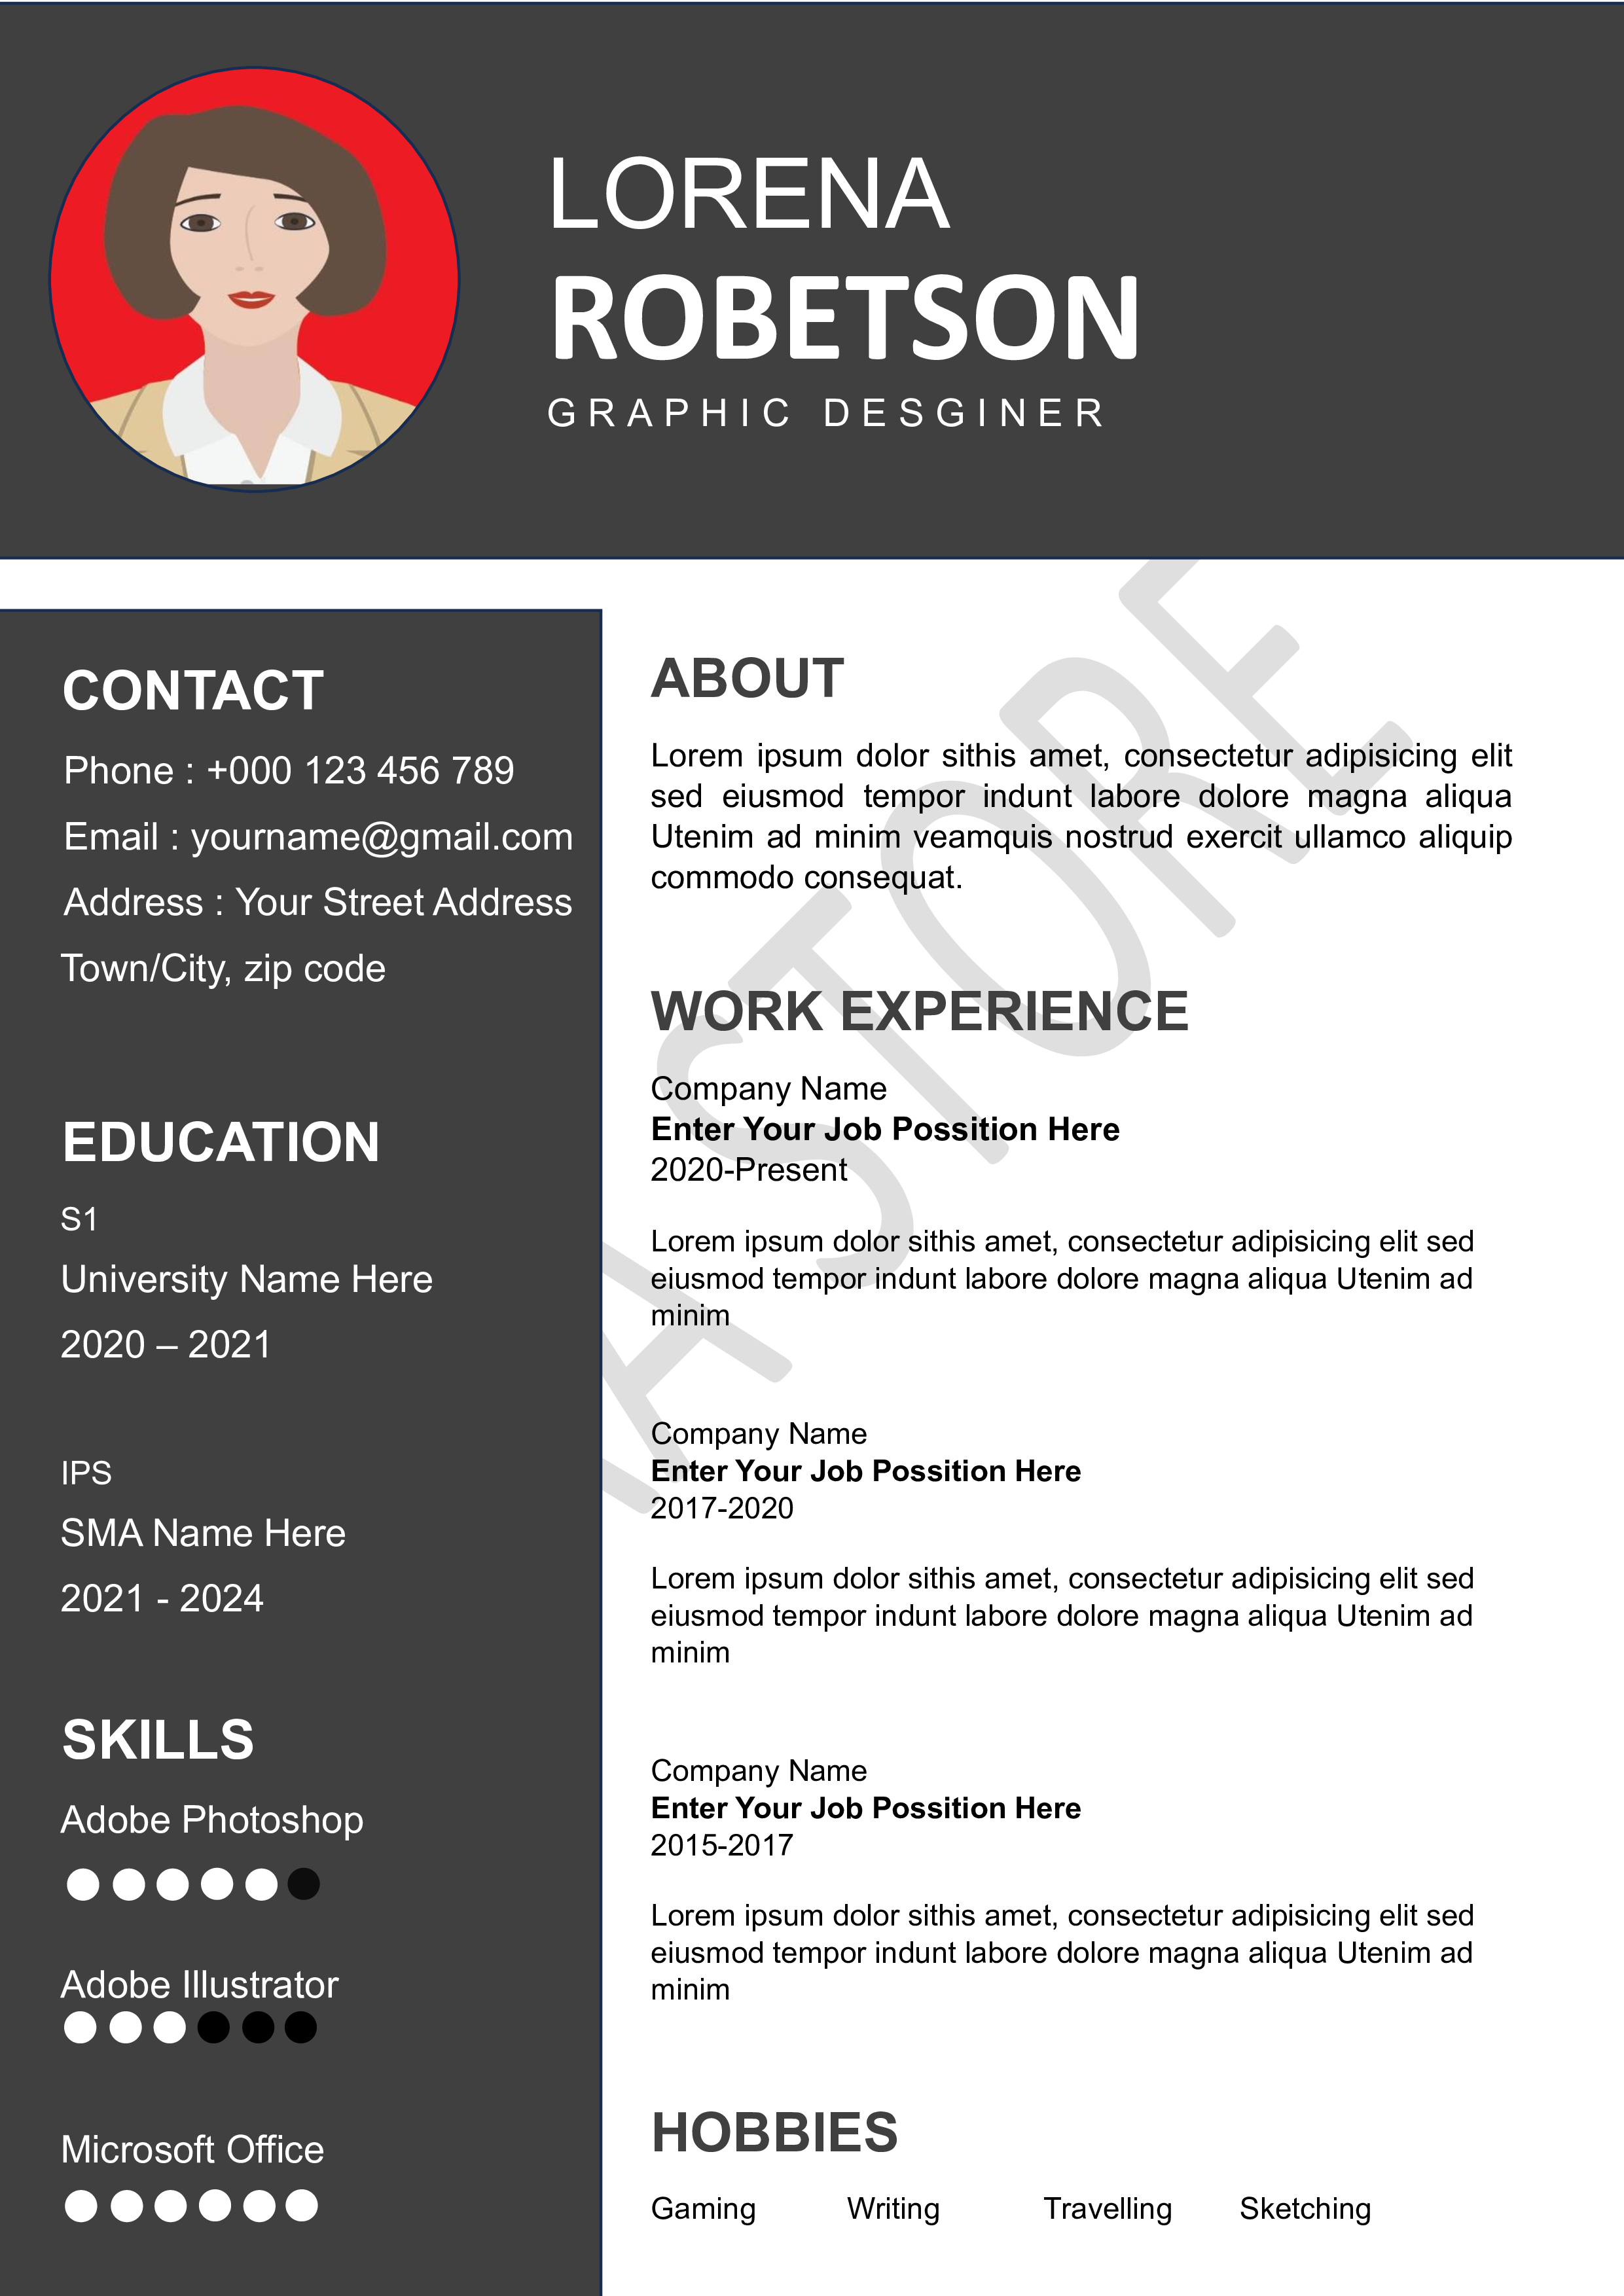 LORENA
ROBETSON
GRAPHIC DESGINER
CONTACT
Phone : +000 123 456 789
Email : yourname@gmail.com
Address : Your Street Address
Town/City, zip code
EDUCATION
S1
University Name Here
2020 – 2021
IPS
SMA Name Here
2021 - 2024
SKILLS
Adobe Photoshop
Adobe Illustrator
Microsoft Office
ABOUT
Lorem ipsum dolor sithis amet, consectetur adipisicing elit
sed eiusmod tempor indunt labore dolore magna aliqua
Utenim ad minim veamquis nostrud exercit ullamco aliquip
commodo consequat.
WORK EXPERIENCE
Company Name
Enter Your Job Possition Here
2020-Present
Lorem ipsum dolor sithis amet, consectetur adipisicing elit sed
eiusmod tempor indunt labore dolore magna aliqua Utenim ad
minim
Company Name
Enter Your Job Possition Here
2017-2020
Lorem ipsum dolor sithis amet, consectetur adipisicing elit sed
eiusmod tempor indunt labore dolore magna aliqua Utenim ad
minim
Company Name
Enter Your Job Possition Here
2015-2017
Lorem ipsum dolor sithis amet, consectetur adipisicing elit sed
eiusmod tempor indunt labore dolore magna aliqua Utenim ad
minim
HOBBIES
Gaming Writing Travelling Sketching
STORE